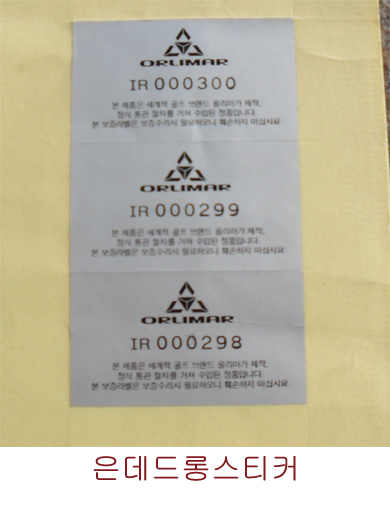 ORLIMAR
IR 000300
본 제품은 세계적 골프 브랜드 올리마가 제작,
정식 통관 절차를 거쳐 수입된 정품입니다.
본 보증라벨은 보증수리시 필요하오니 훼손하지 마십시요.
ORLIMAR
IR 000299
본 제품은 세계적 골프 브랜드 올리마가 제작,
정식 통관 절차를 거쳐 수입된 정품입니다.
본 보증라벨은 보증수리시 필요하오니 훼손하지 마십시요.
ORLIMAR
IR 000298
본 제품은 세계적 골프 브랜드 올리마가 제작,
정식 통관 절차를 거쳐 수입된 정품입니다.
본 보증라벨은 보증수리시 필요하오니 훼손하지 마십시요.
은데드롱스티커